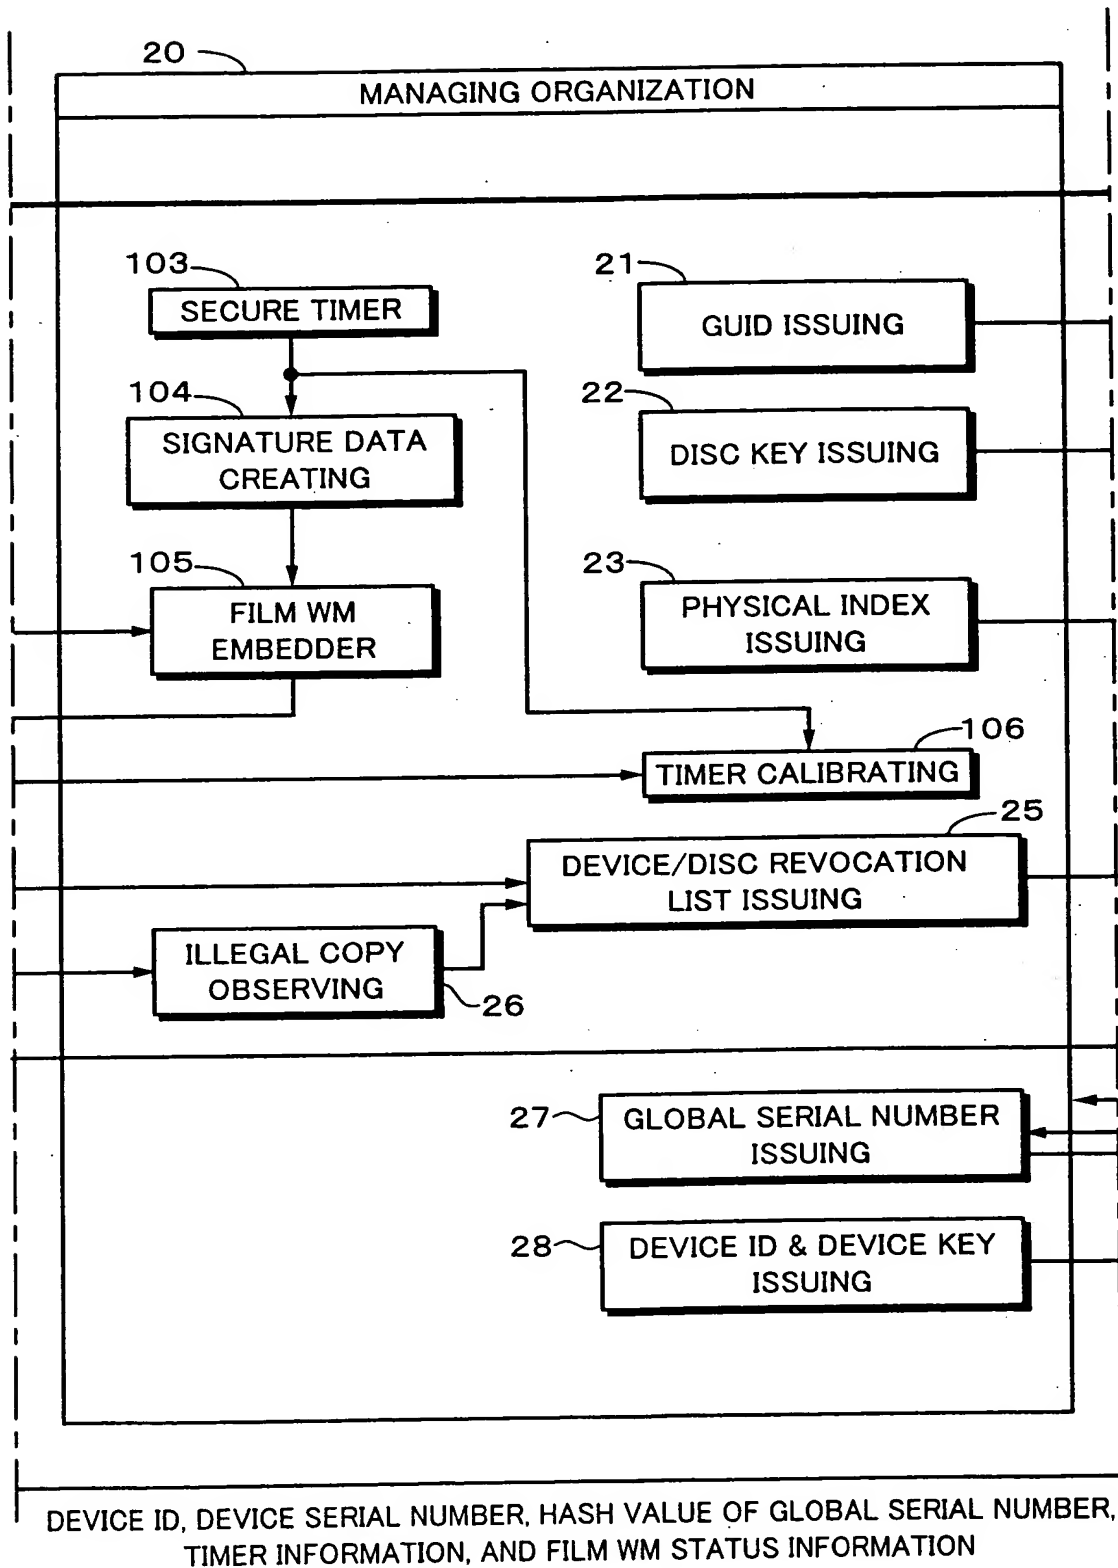 20
MANAGING ORGANIZATION
103
SECURE TIMER
21
GUID ISSUING
104
SIGNATURE DATA
CREATING
22
DISC KEY ISSUING
105
FILM WM
EMBEDDER
23
PHYSICAL INDEX
ISSUING
106
TIMER CALIBRATING
25
DEVICE/DISC REVOCATION
LIST ISSUING
ILLEGAL COPY
OBSERVING
26
27
GLOBAL SERIAL NUMBER
ISSUING
28
DEVICE ID & DEVICE KEY
ISSUING
DEVICE ID, DEVICE SERIAL NUMBER, HASH VALUE OF GLOBAL SERIAL NUMBER,
TIMER INFORMATION, AND FILM WM STATUS INFORMATION